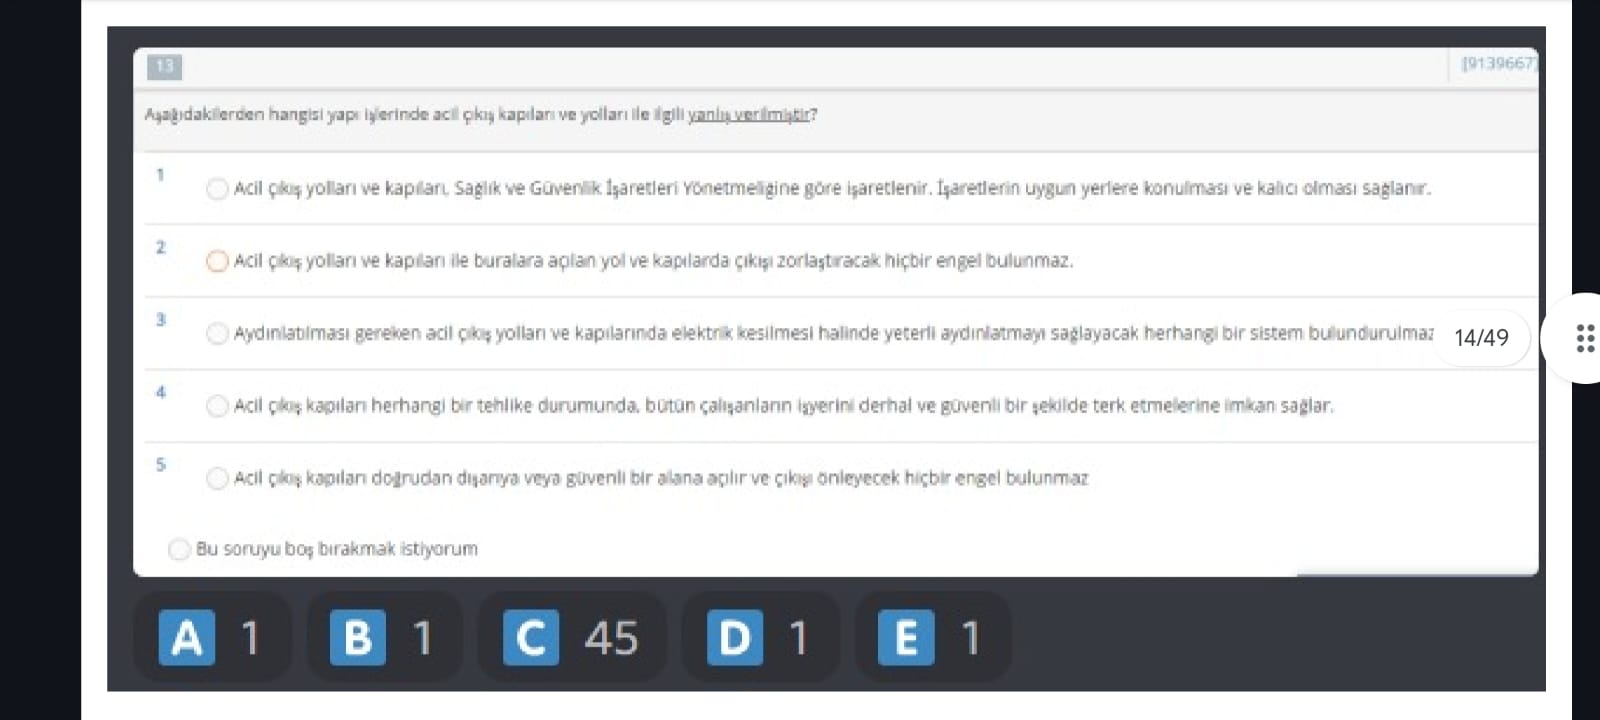 13
[9139667]
Aşağıdakilerden hangisi yapı işlerinde acil çıkış kapıları ve yolları ile ilgili yanlış verilmiştir?
1
Acil çıkış yolları ve kapıları, Sağlık ve Güvenlik İşaretleri Yönetmeliğine göre işaretlenir. İşaretlerin uygun yerlere konulması ve kalıcı olması sağlanır.
2
Acil çıkış yolları ve kapıları ile buralara açılan yol ve kapılarda çıkışı zorlaştıracak hiçbir engel bulunmaz.
3
Aydınlatılması gereken acil çıkış yolları ve kapılarında elektrik kesilmesi halinde yeterli aydınlatmayı sağlayacak herhangi bir sistem bulundurulmaz
14/49
4
Acil çıkış kapıları herhangi bir tehlike durumunda, bütün çalışanların işyerini derhal ve güvenli bir şekilde terk etmelerine imkan sağlar.
5
Acil çıkış kapıları doğrudan dışarıya veya güvenli bir alana açılır ve çıkışı önleyecek hiçbir engel bulunmaz
Bu soruyu boş bırakmak istiyorum
A 1 B 1 C 45 D 1 E 1